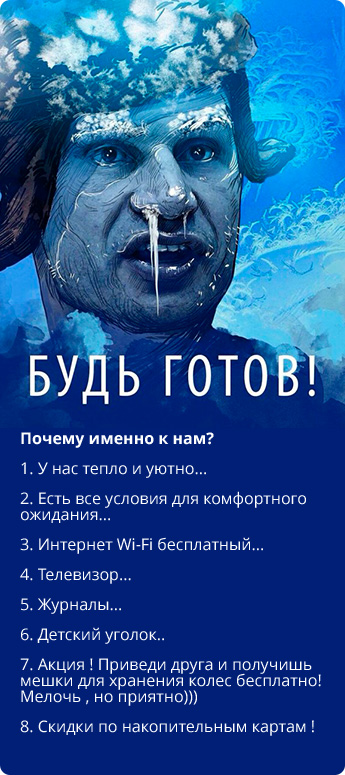 БУДЬ ГОТОВ!
Почему именно к нам?
1. У нас тепло и уютно...
2. Есть все условия для комфортного
ожидания...
3. Интернет Wi-Fi бесплатный...
4. Телевизор...
5. Журналы...
6. Детский уголок..
7. Акция ! Приведи друга и получишь
мешки для хранения колес бесплатно!
Мелочь , но приятно)))
8. Скидки по накопительным картам !